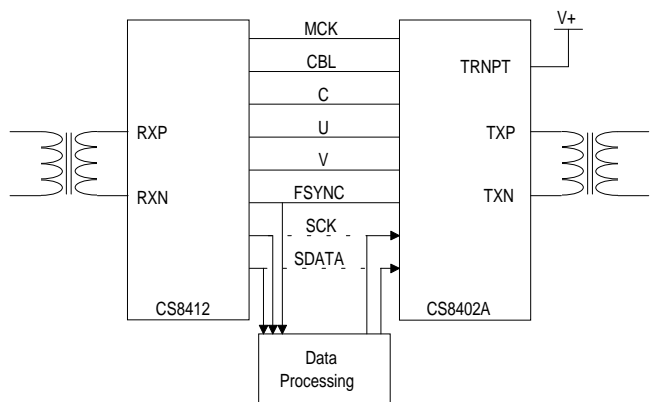 MCK
V+
CBL
TRNPT
C
RXP
U
TXP
V
RXN
FSYNC
TXN
SCK
SDATA
CS8412
CS8402A
Data
Processing